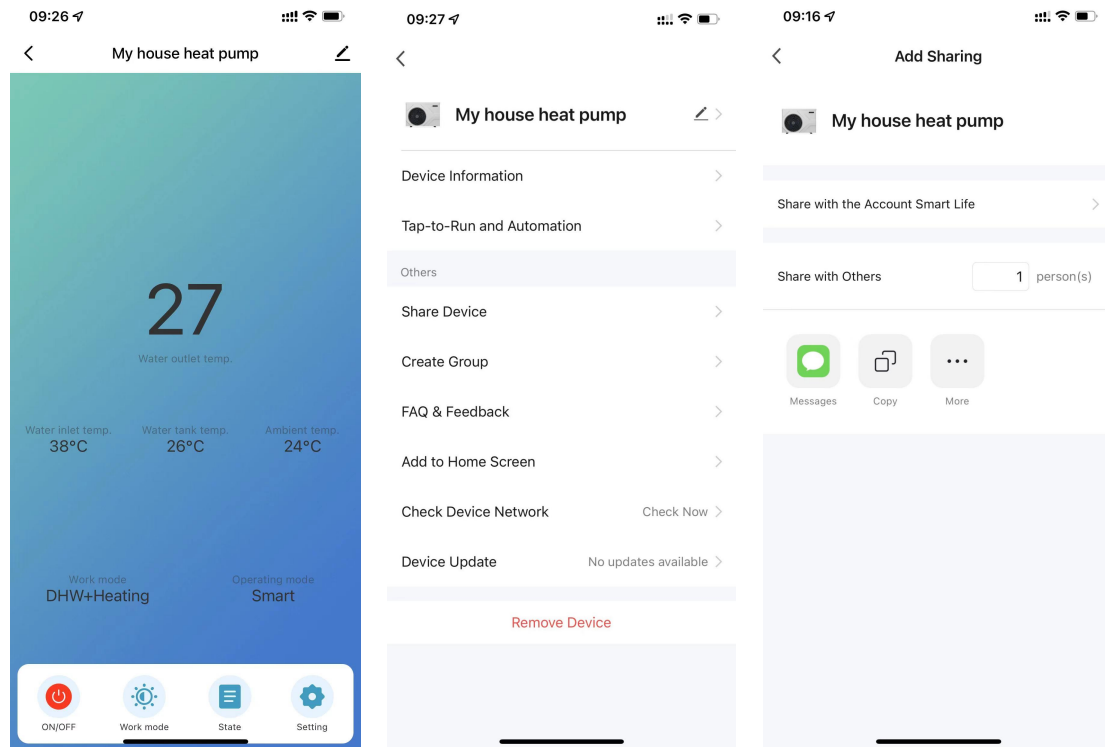 09:26
My house heat pump
27
Water outlet temp.
Water inlet temp. Water tank temp. Ambient temp.
38°C 26°C 24°C
Work mode Operating mode
DHW+Heating Smart
ON/OFF Work mode State Setting
09:27
My house heat pump
Device Information
Tap-to-Run and Automation
Others
Share Device
Create Group
FAQ & Feedback
Add to Home Screen
Check Device Network Check Now
Device Update No updates available
Remove Device
09:16
Add Sharing
My house heat pump
Share with the Account Smart Life
Share with Others 1 person(s)
Messages Copy More